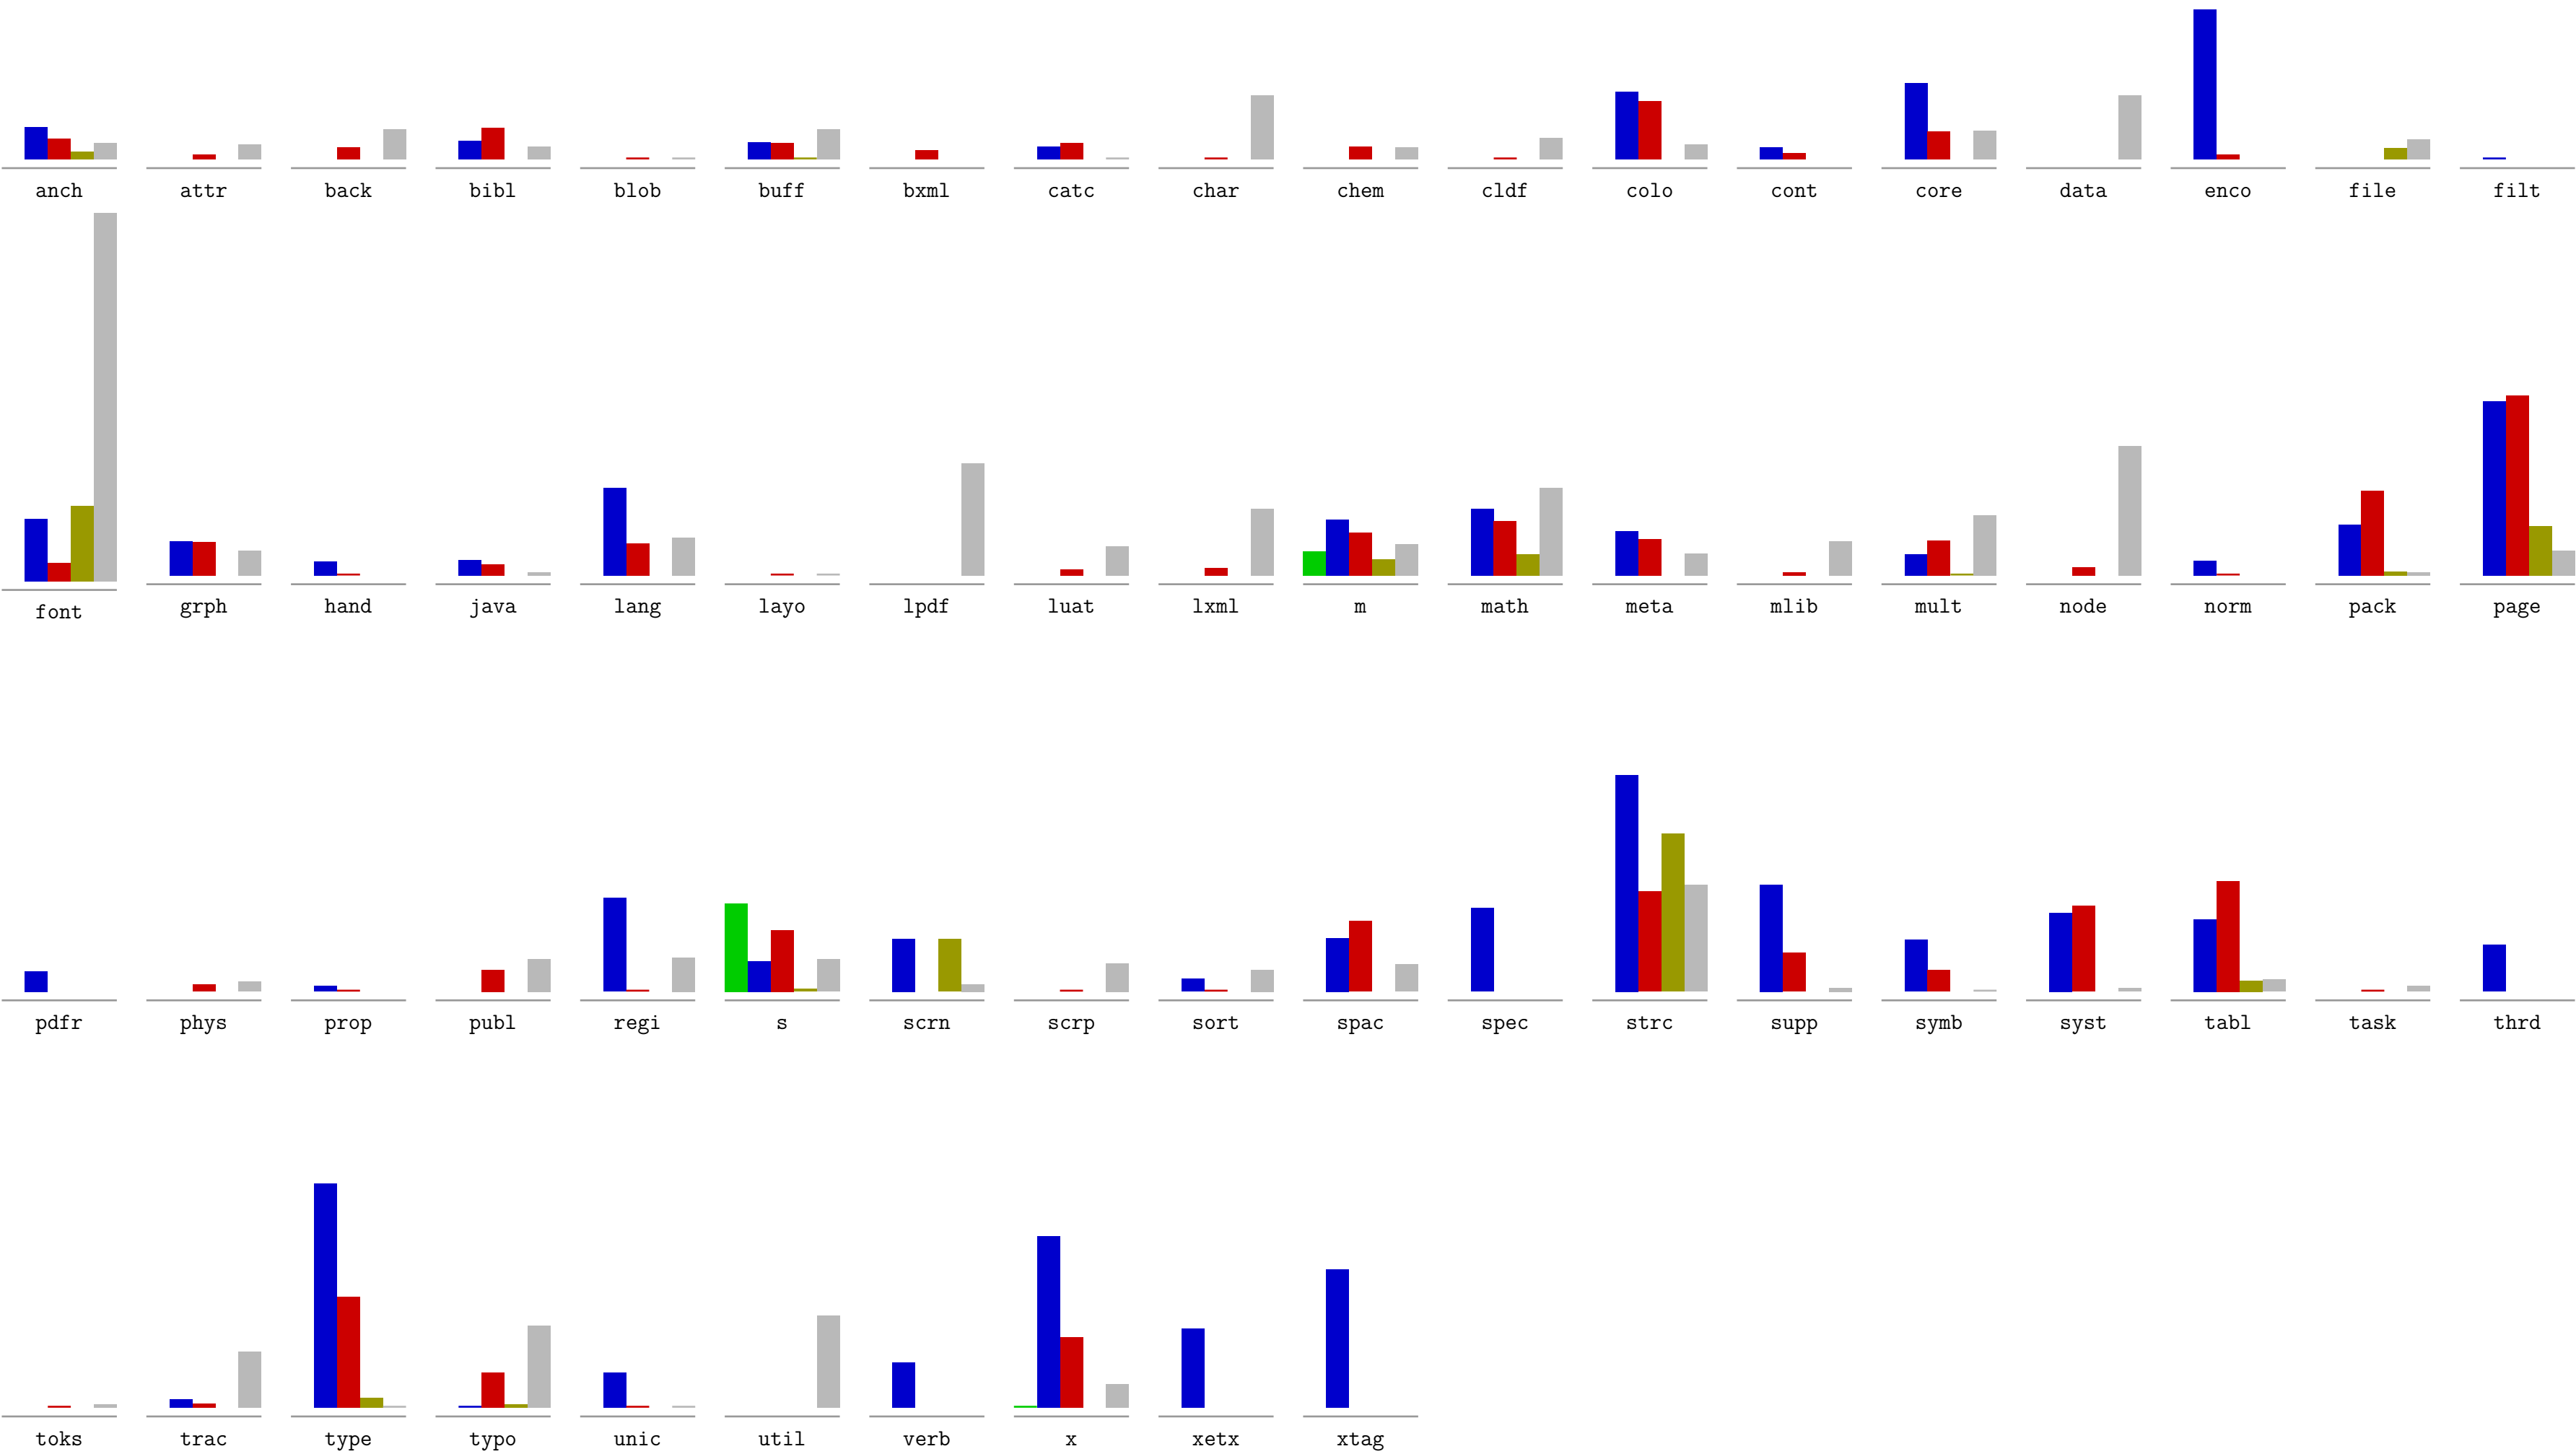 anch attr back bibl blob buff bxml catc char chem cldf colo cont core data enco file filt
font grph hand java lang layo lpdf luat lxml m math meta mlib mult node norm pack page
pdfr phys prop publ regi s scrn scrp sort spac spec strc supp symb syst tabl task thrd
toks trac type typo unic util verb x xetx xtag